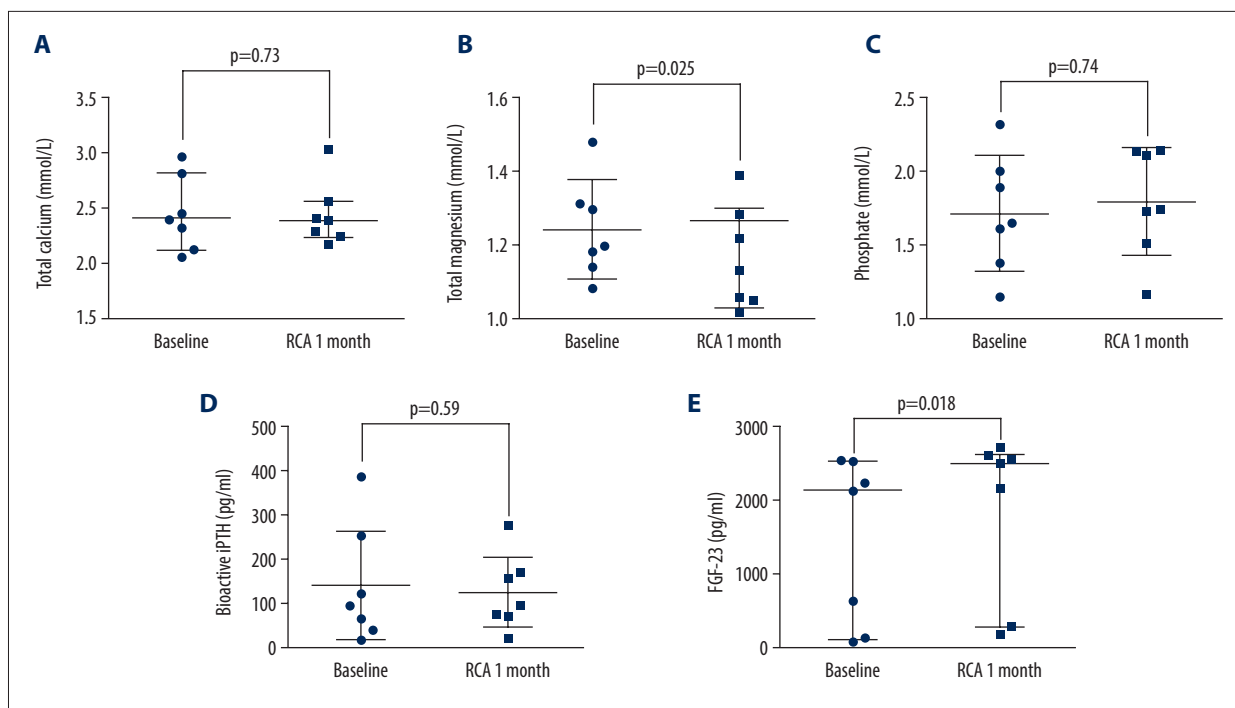 A
p=0.73
Total calcium (mmol/L)
3.5
3.0
2.5
2.0
1.5
Baseline
RCA 1 month
B
p=0.025
Total magnesium (mmol/L)
1.6
1.4
1.2
1.0
Baseline
RCA 1 month
C
p=0.74
Phosphate (mmol/L)
2.5
2.0
1.5
1.0
Baseline
RCA 1 month
D
p=0.59
Bioactive iPTH (pg/ml)
500
400
300
200
100
0
Baseline
RCA 1 month
E
p=0.018
FGF-23 (pg/ml)
3000
2000
1000
0
Baseline
RCA 1 month